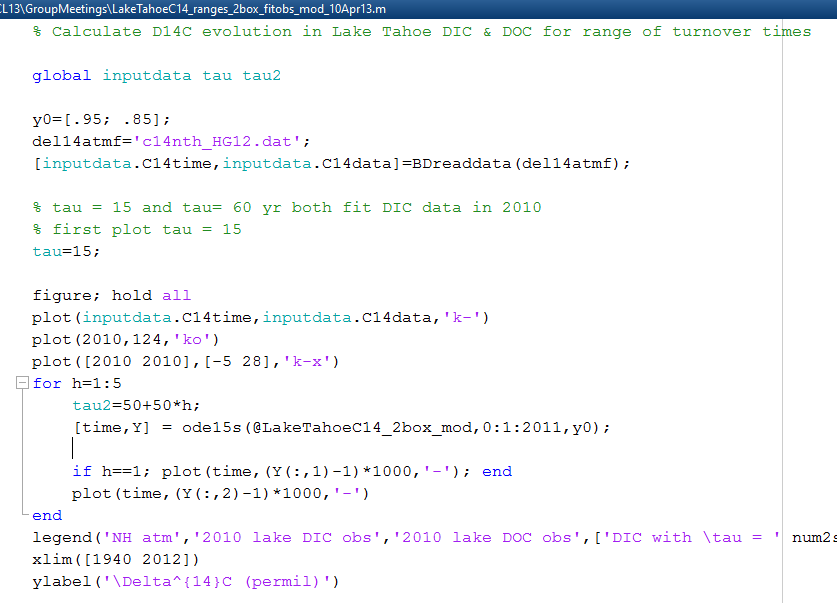 CL13\GroupMeetings\LakeTahoeC14_ranges_2box_fitobs_mod_10Apr13.m
% Calculate D14C evolution in Lake Tahoe DIC & DOC for range of turnover times
global inputdata tau tau2
y0=[.95; .85];
del14atmf='c14nth_HG12.dat';
[inputdata.C14time,inputdata.C14data]=BDreaddata(del14atmf);
% tau = 15 and tau= 60 yr both fit DIC data in 2010
% first plot tau = 15
tau=15;
figure; hold all
plot(inputdata.C14time,inputdata.C14data,'k-')
plot(2010,124,'ko')
plot([2010 2010],[-5 28],'k-x')
for h=1:5
tau2=50+50*h;
[time,Y] = ode15s(@LakeTahoeC14_2box_mod,0:1:2011,y0);
if h==1; plot(time,(Y(:,1)-1)*1000,'-'); end
plot(time,(Y(:,2)-1)*1000,'-')
end
legend('NH atm','2010 lake DIC obs','2010 lake DOC obs',['DIC with \tau = ' num2s
xlim([1940 2012])
ylabel('\Delta^{14}C (permil)')